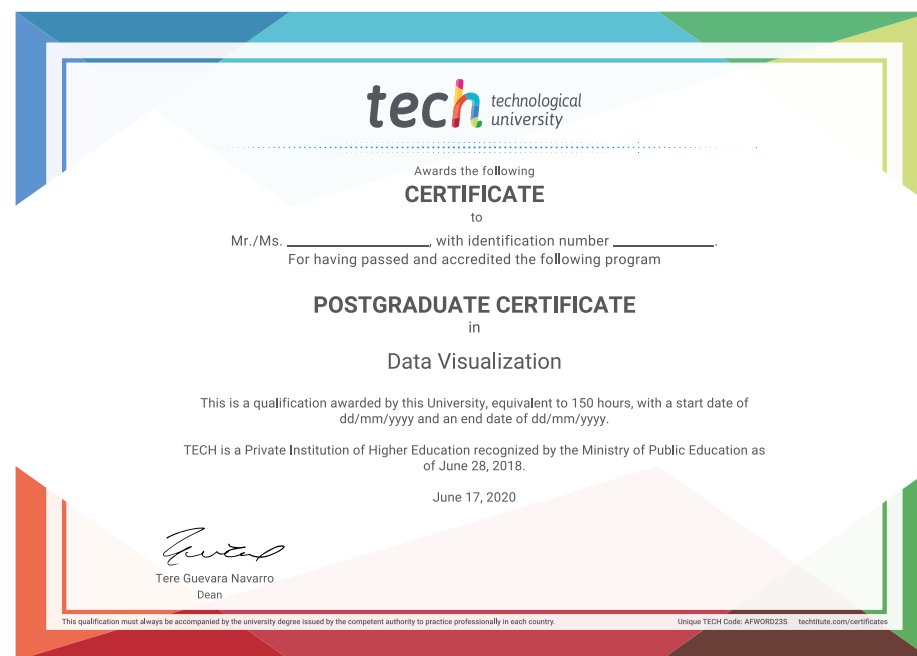 tech technological
university
Awards the following
CERTIFICATE
to
Mr./Ms. ____________________, with identification number ______________.
For having passed and accredited the following program
POSTGRADUATE CERTIFICATE
in
Data Visualization
This is a qualification awarded by this University, equivalent to 150 hours, with a start date of
dd/mm/yyyy and an end date of dd/mm/yyyy.
TECH is a Private Institution of Higher Education recognized by the Ministry of Public Education as
of June 28, 2018.
June 17, 2020
Tere Guevara Navarro
Dean
This qualification must always be accompanied by the university degree issued by the competent authority to practice professionally in each country.
Unique TECH Code: AFWORD23S techtitute.com/certificates